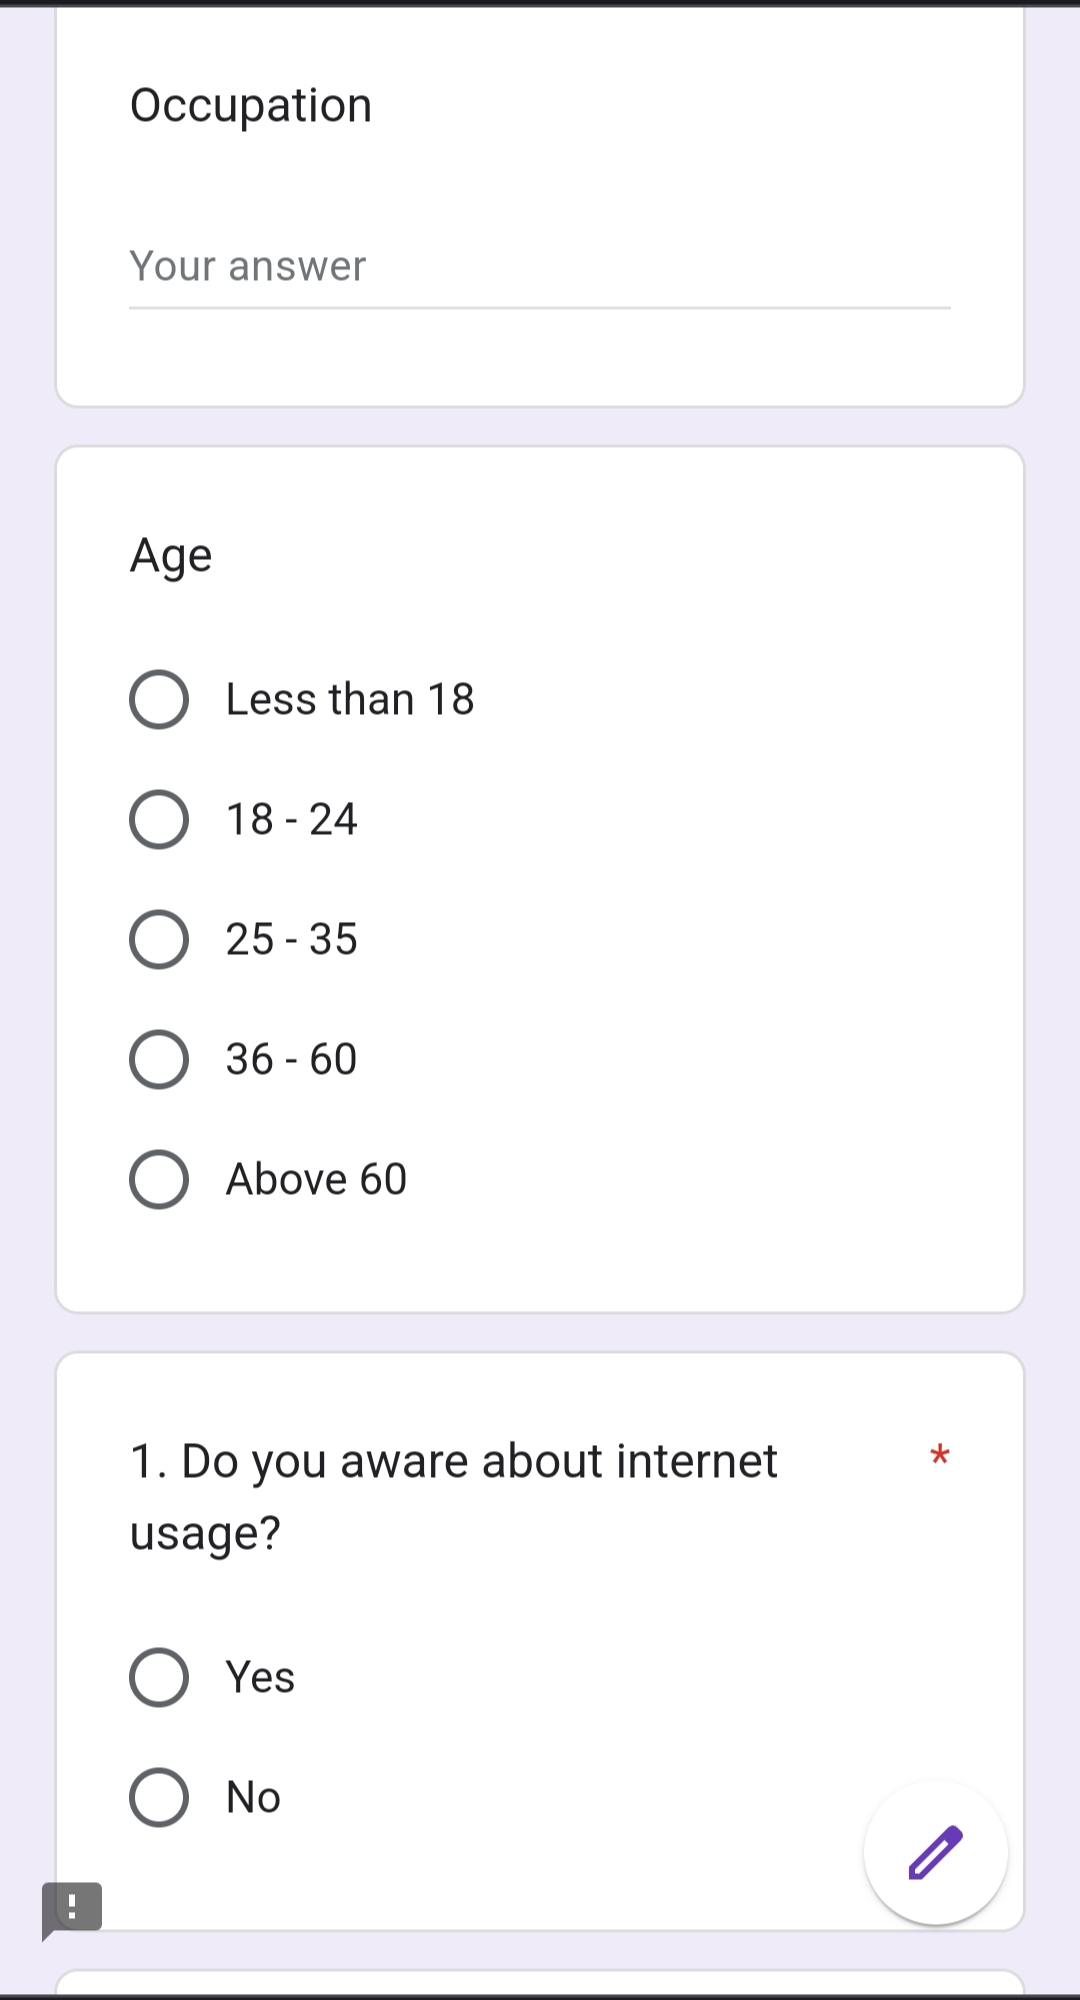 Occupation
Your answer
Age
Less than 18
18 - 24
25 - 35
36 - 60
Above 60
1. Do you aware about internet *
usage?
Yes
No